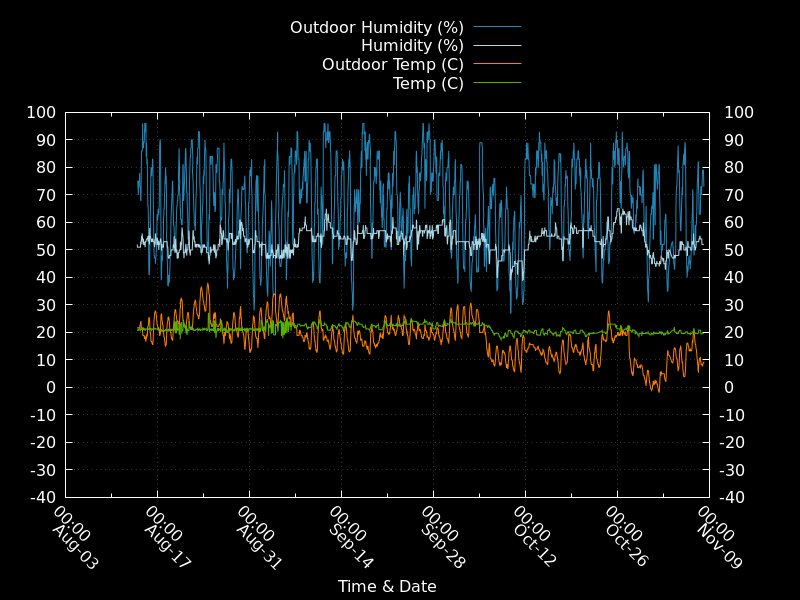 Outdoor Humidity (%)
Humidity (%)
Outdoor Temp (C)
Temp (C)
100 100
90 90
80 80
70 70
60 60
50 50
40 40
30 30
20 20
10 10
0 0
-10 -10
-20 -20
-30 -30
-40 -40
00:00 00:00 00:00 00:00 00:00 00:00 00:00 00:00
Aug-03 Aug-17 Aug-31 Sep-14 Sep-28 Oct-12 Oct-26 Nov-09
Time & Date